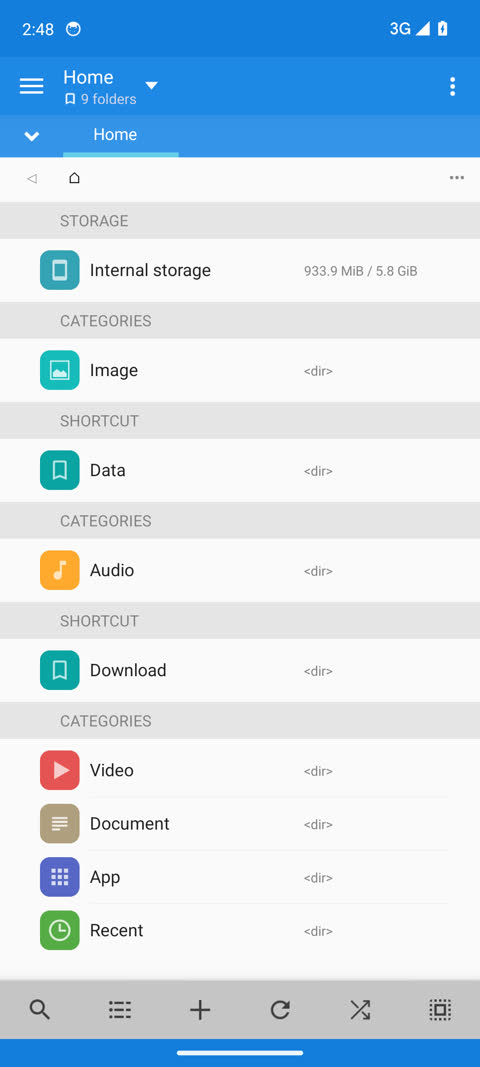 2:48
3G
Home
9 folders
Home
STORAGE
Internal storage
933.9 MiB / 5.8 GiB
CATEGORIES
Image
<dir>
SHORTCUT
Data
<dir>
CATEGORIES
Audio
<dir>
SHORTCUT
Download
<dir>
CATEGORIES
Video
<dir>
Document
<dir>
App
<dir>
Recent
<dir>